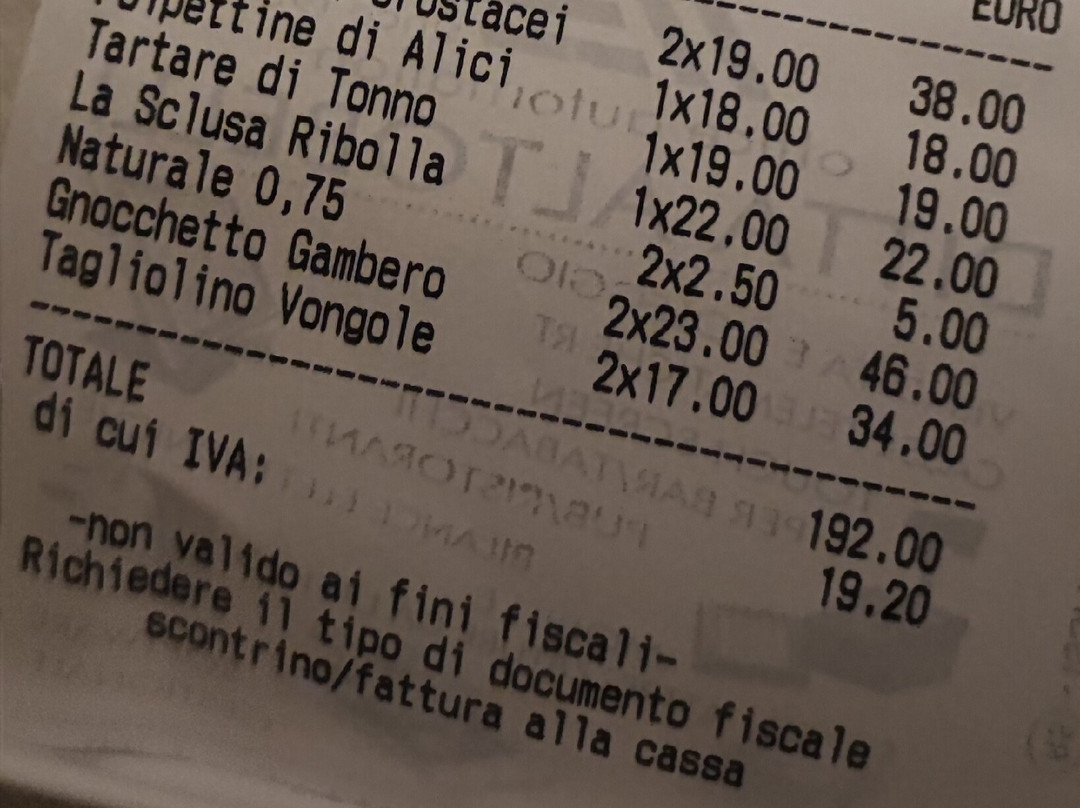 EURO
Crostacei 2x19.00 38.00
Polpettine di Alici 1x18.00 18.00
Tartare di Tonno 1x19.00 19.00
La Sclusa Ribolla 1x22.00 22.00
Naturale 0,75 2x2.50 5.00
Gnocchetto Gambero 2x23.00 46.00
Tagliolino Vongole 2x17.00 34.00
TOTALE 192.00
di cui IVA: 19.20
-non valido ai fini fiscali-
Richiedere il tipo di documento fiscale
scontrino/fattura alla cassa